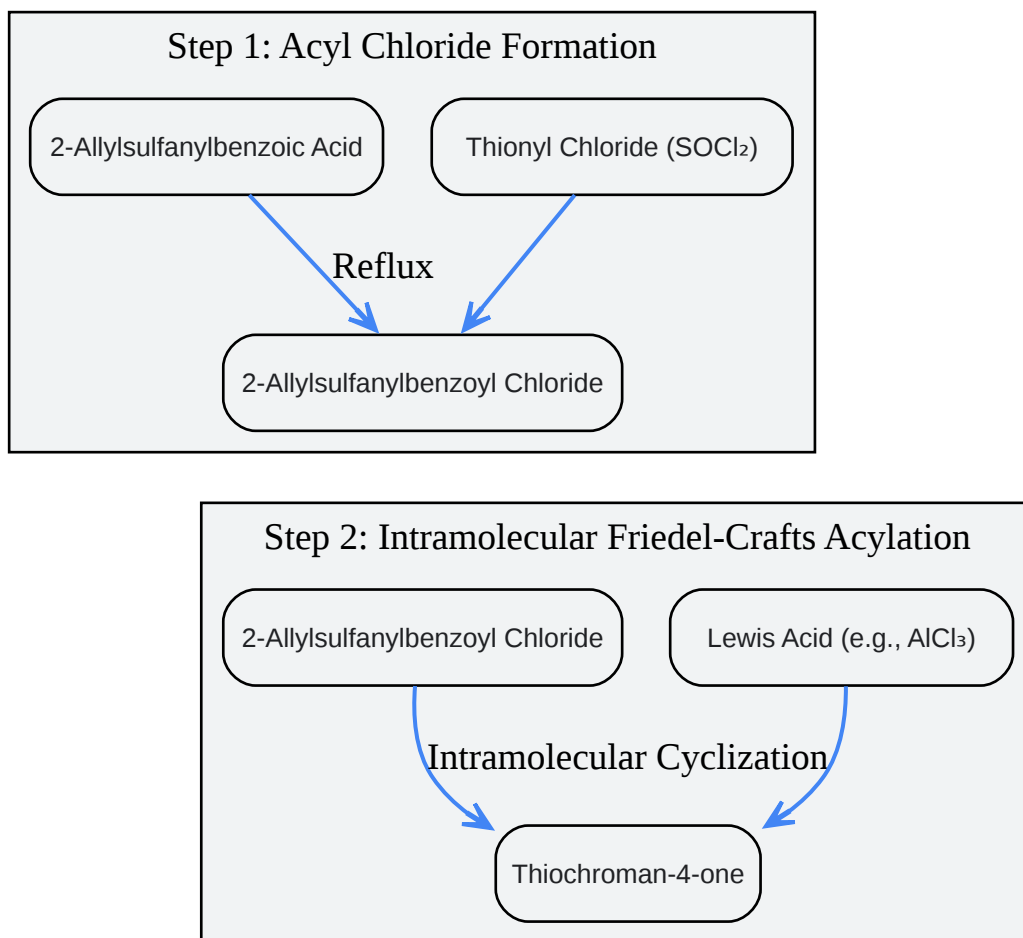 Step 1: Acyl Chloride Formation
2-Allylsulfanylbenzoic Acid
Thionyl Chloride (SOCl₂)
Reflux
2-Allylsulfanylbenzoyl Chloride
Step 2: Intramolecular Friedel-Crafts Acylation
2-Allylsulfanylbenzoyl Chloride
Lewis Acid (e.g., AlCl₃)
Intramolecular Cyclization
Thiochroman-4-one